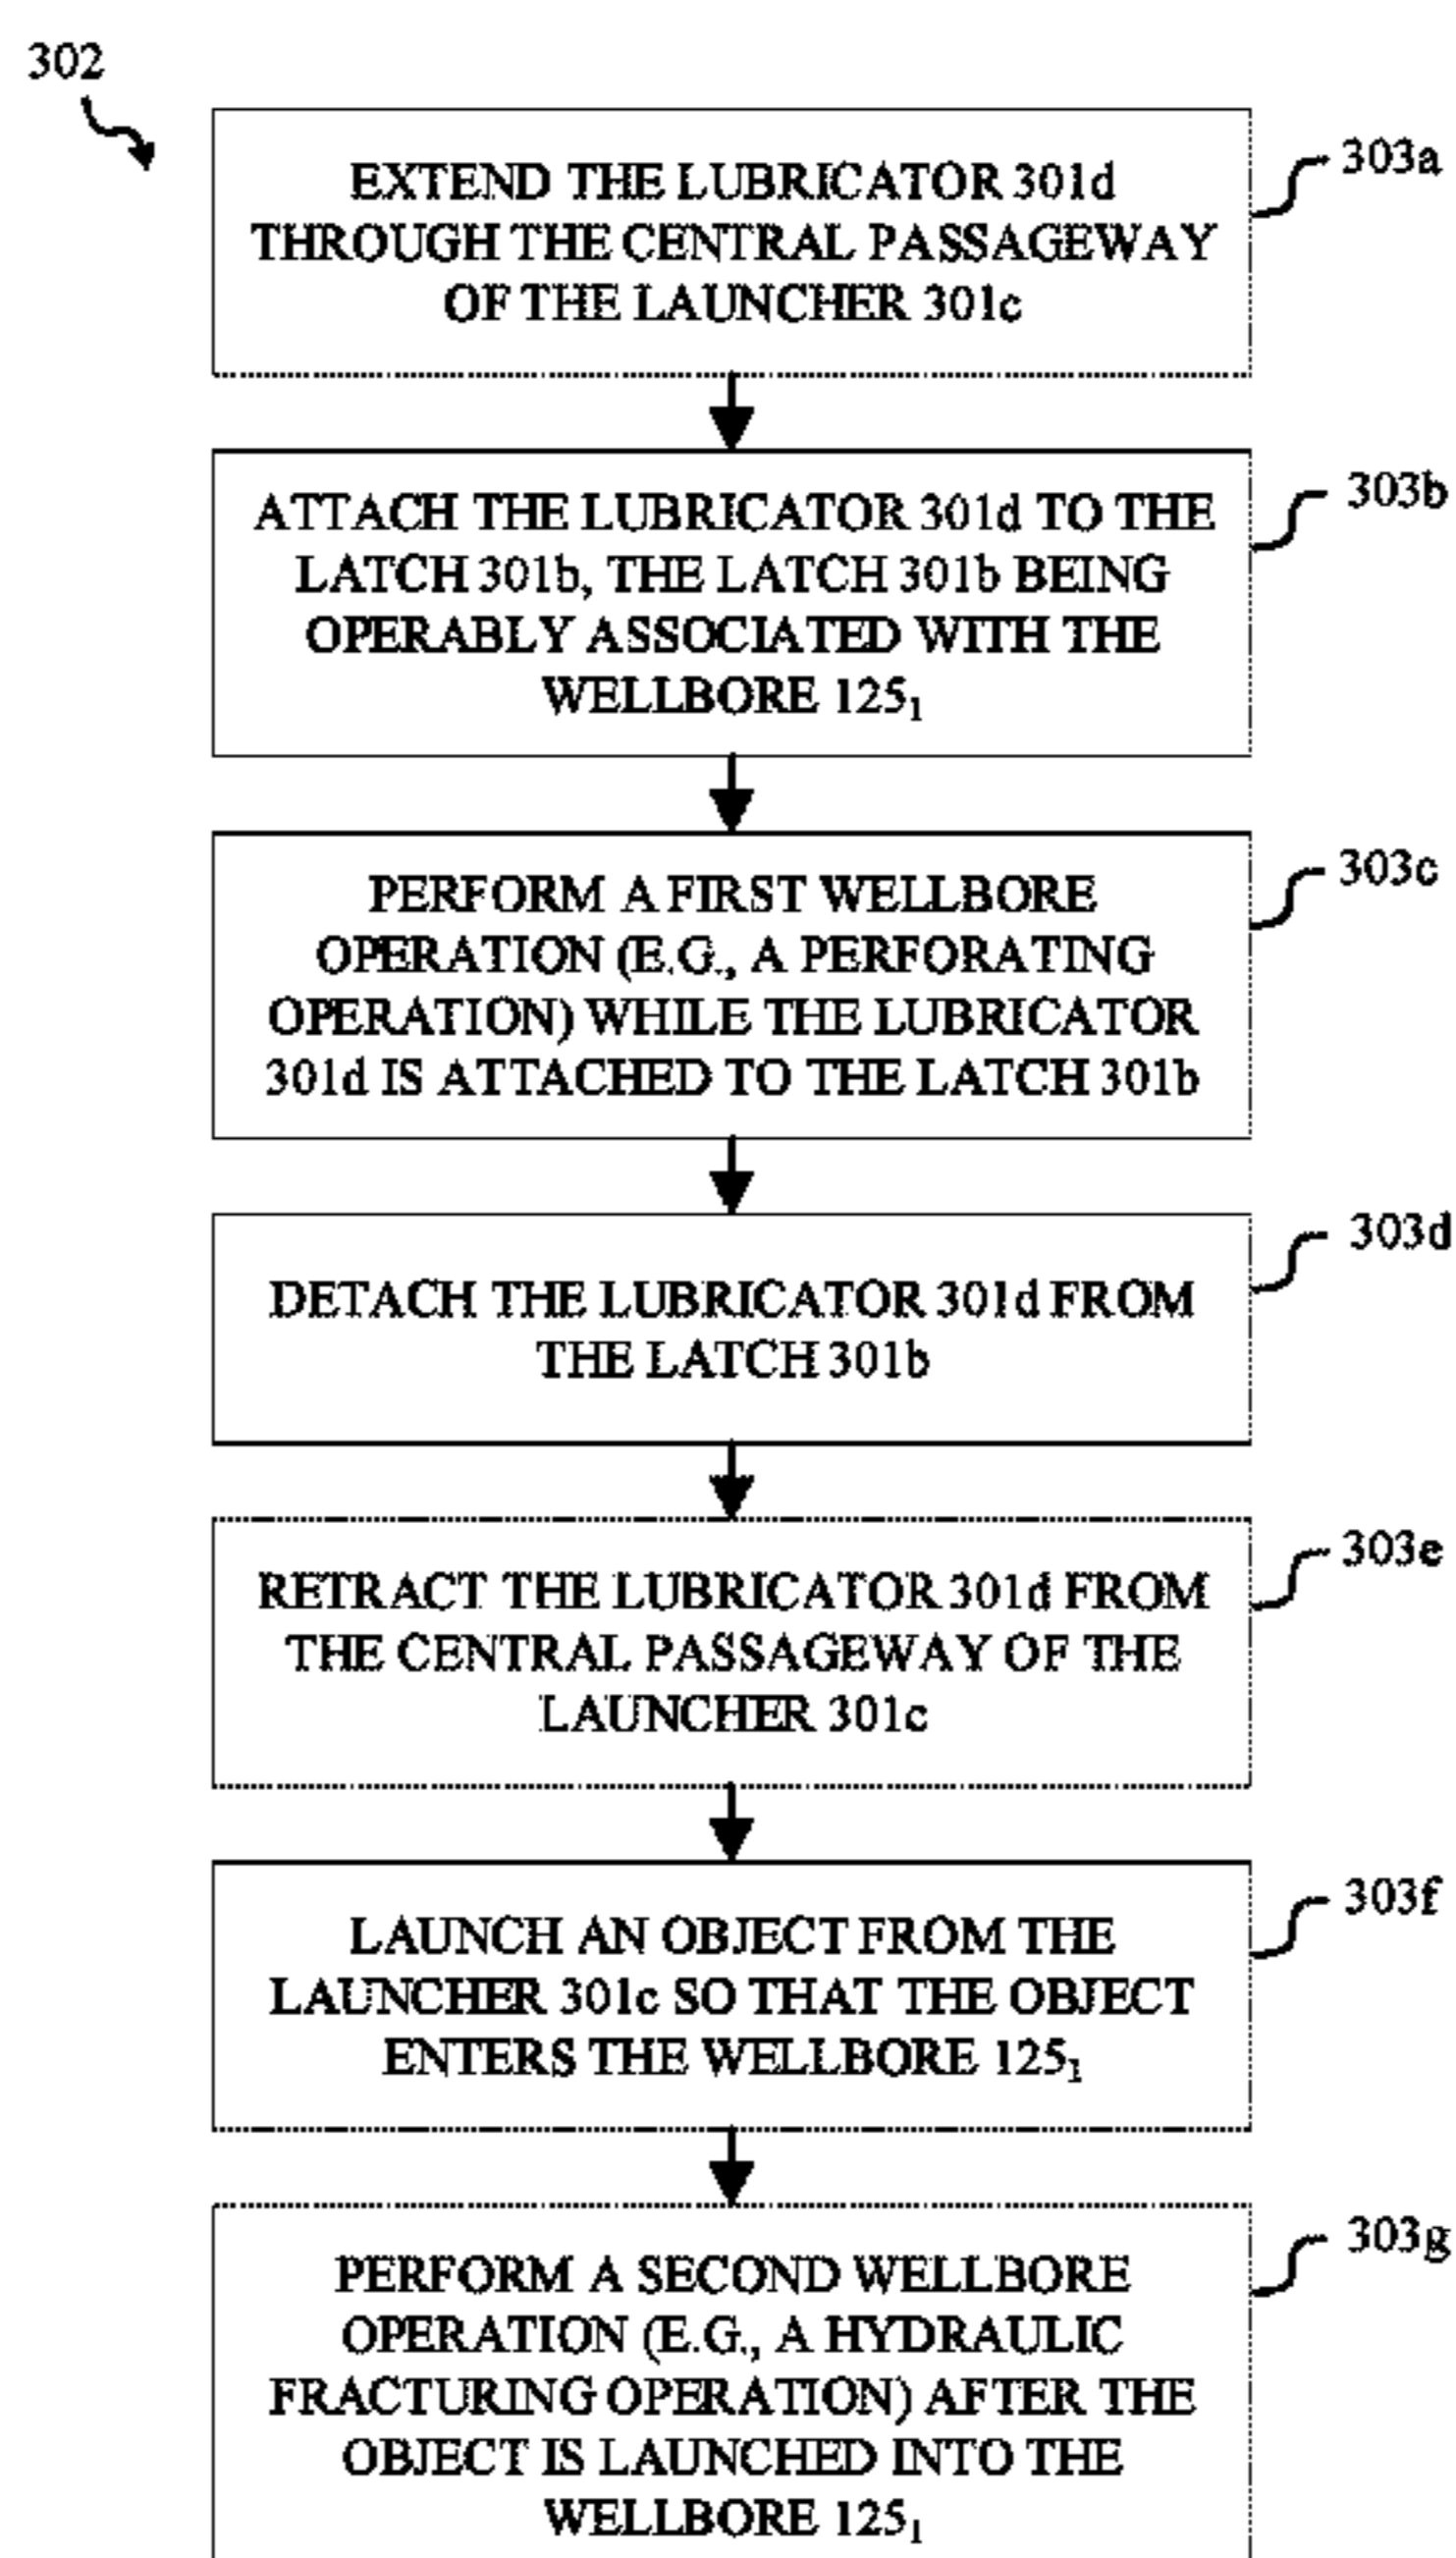 302
EXTEND THE LUBRICATOR 301d
THROUGH THE CENTRAL PASSAGEWAY
OF THE LAUNCHER 301c
303a
ATTACH THE LUBRICATOR 301d TO THE
LATCH 301b, THE LATCH 301b BEING
OPERABLY ASSOCIATED WITH THE
WELLBORE 125₁
303b
PERFORM A FIRST WELLBORE
OPERATION (E.G., A PERFORATING
OPERATION) WHILE THE LUBRICATOR
301d IS ATTACHED TO THE LATCH 301b
303c
DETACH THE LUBRICATOR 301d FROM
THE LATCH 301b
303d
RETRACT THE LUBRICATOR 301d FROM
THE CENTRAL PASSAGEWAY OF THE
LAUNCHER 301c
303e
LAUNCH AN OBJECT FROM THE
LAUNCHER 301c SO THAT THE OBJECT
ENTERS THE WELLBORE 125₁
303f
PERFORM A SECOND WELLBORE
OPERATION (E.G., A HYDRAULIC
FRACTURING OPERATION) AFTER THE
OBJECT IS LAUNCHED INTO THE
WELLBORE 125₁
303g